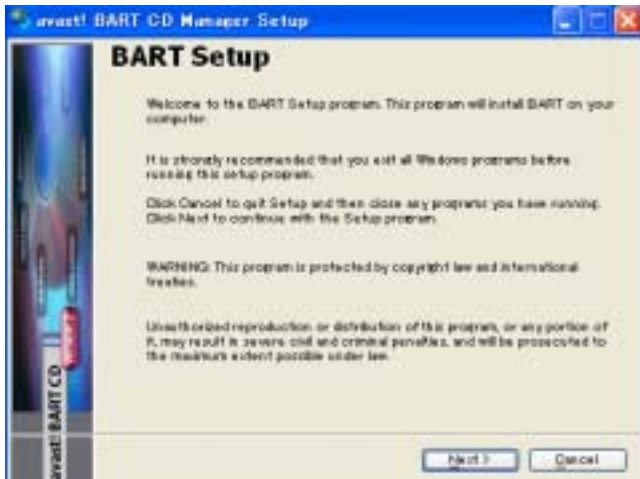 avast! BART CD Manager Setup
BART Setup
Welcome to the BART Setup program. This program will install BART on your
computer.
It is strongly recommended that you exit all Windows programs before
running this setup program.
Click Cancel to quit Setup and then close any programs you have running.
Click Next to continue with the Setup program.
WARNING: This program is protected by copyright law and international
treaties.
Unauthorized reproduction or distribution of this program, or any portion of
it, may result in severe civil and criminal penalties, and will be prosecuted to
the maximum extent possible under law.
avast! BART CD
Next >
Cancel